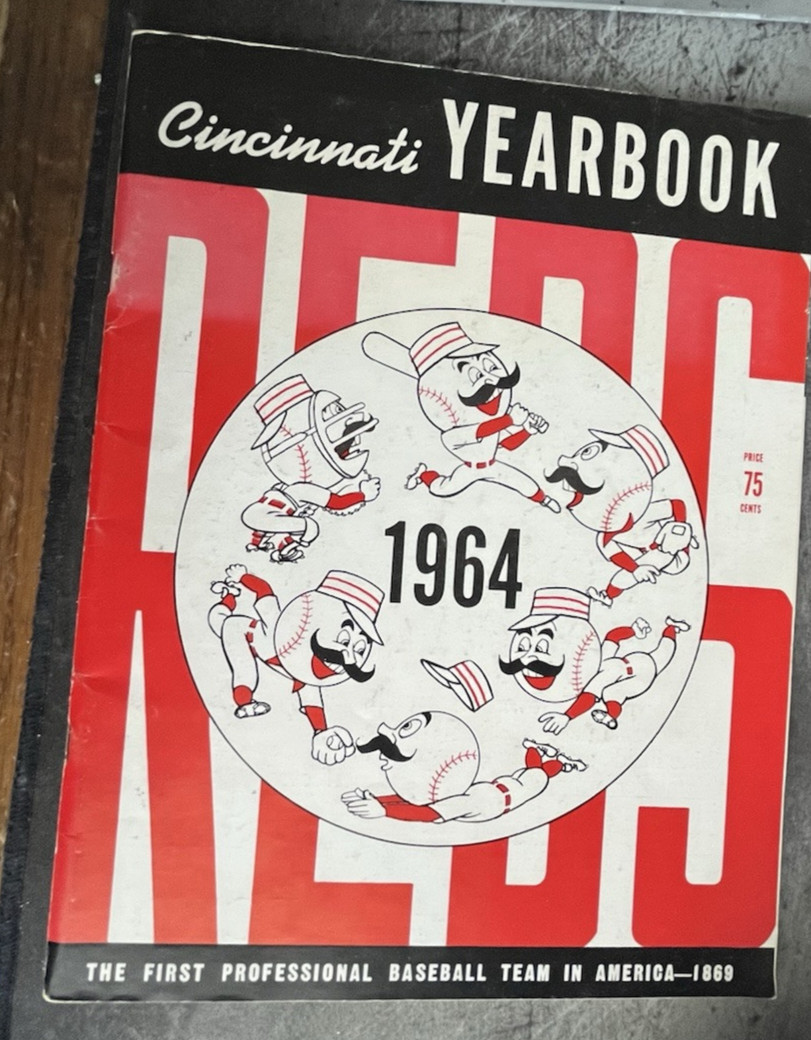 Cincinnati YEARBOOK
REDS
PRICE
75
CENTS
1964
THE FIRST PROFESSIONAL BASEBALL TEAM IN AMERICA—1869